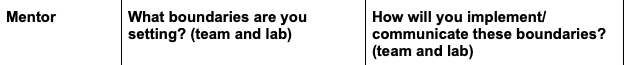 Mentor
What boundaries are you
setting? (team and lab)
How will you implement/
communicate these boundaries?
(team and lab)